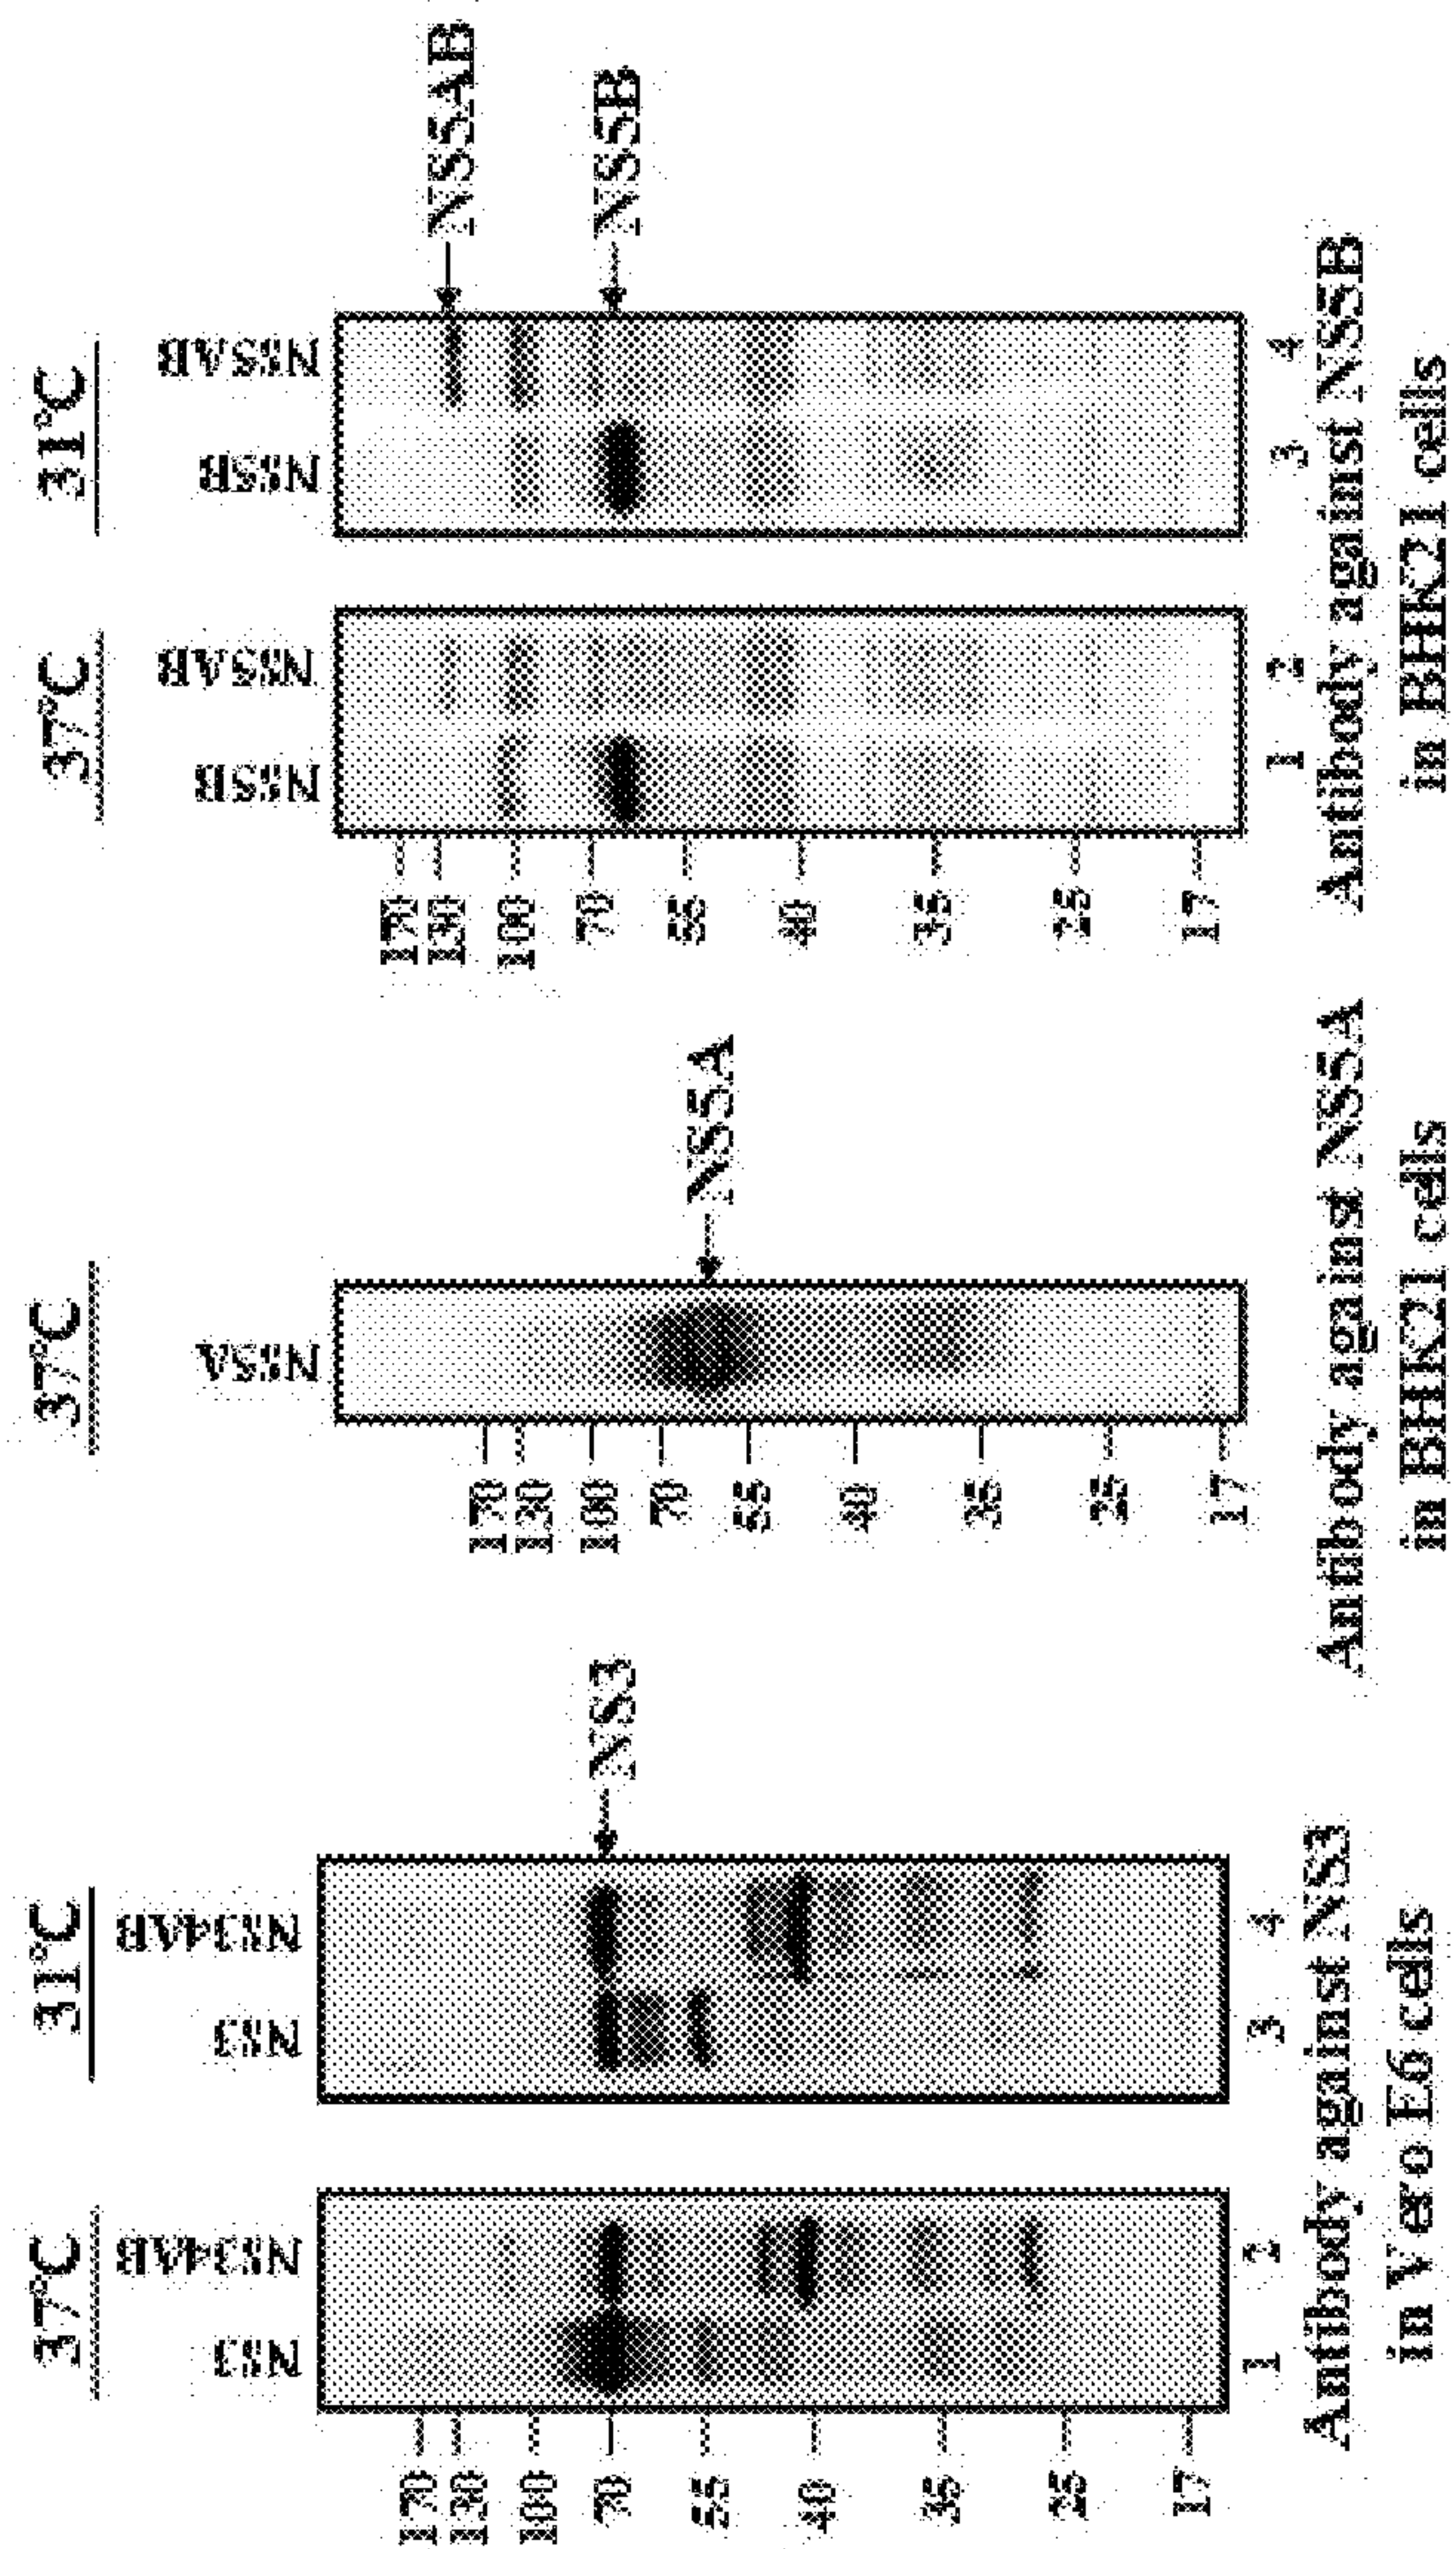 37°C
31°C
NS3
NS34AB
NS3
NS34AB
170
130
100
70
55
40
35
25
17
NS3
1
2
3
4
Antibody against NS3
in Vero E6 cells
37°C
NS5A
170
130
100
70
55
40
35
25
17
NS5A
Antibody against NS5A
in BHK21 cells
37°C
31°C
NS5B
NS5AB
NS5B
NS5AB
170
130
100
70
55
40
35
25
17
NS5AB
NS5B
1
2
3
4
Antibody against NS5B
in BHK21 cells